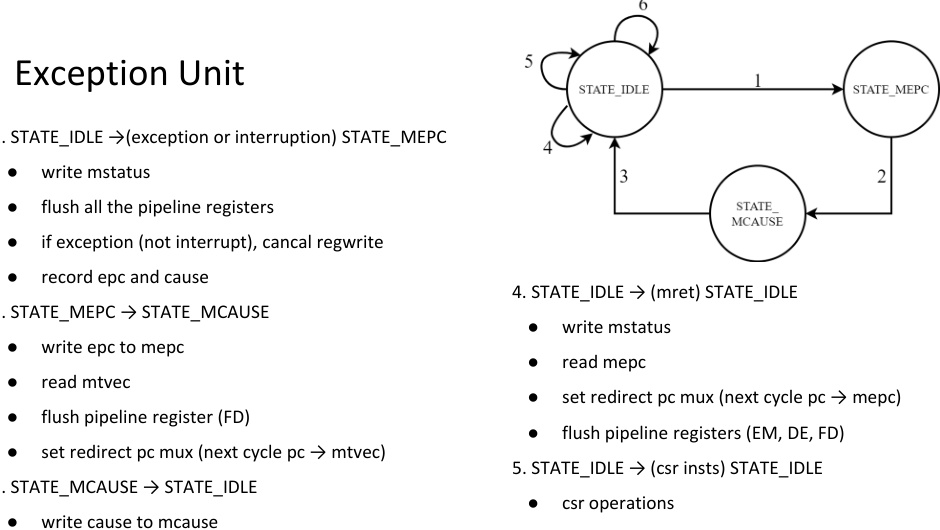 Exception Unit
. STATE_IDLE →(exception or interruption) STATE_MEPC
● write mstatus
● flush all the pipeline registers
● if exception (not interrupt), cancal regwrite
● record epc and cause
. STATE_MEPC → STATE_MCAUSE
● write epc to mepc
● read mtvec
● flush pipeline register (FD)
● set redirect pc mux (next cycle pc → mtvec)
. STATE_MCAUSE → STATE_IDLE
● write cause to mcause
6
5
STATE_IDLE
1
STATE_MEPC
4
3
2
STATE_
MCAUSE
4. STATE_IDLE → (mret) STATE_IDLE
● write mstatus
● read mepc
● set redirect pc mux (next cycle pc → mepc)
● flush pipeline registers (EM, DE, FD)
5. STATE_IDLE → (csr insts) STATE_IDLE
● csr operations